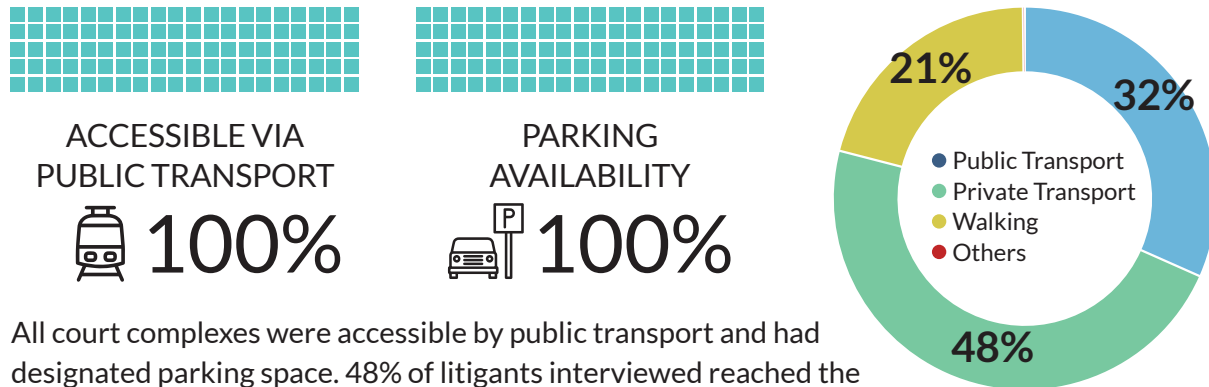 ACCESSIBLE VIA
PUBLIC TRANSPORT
100%
PARKING
AVAILABILITY
P
100%
21%
32%
Public Transport
Private Transport
Walking
Others
48%
All court complexes were accessible by public transport and had
designated parking space. 48% of litigants interviewed reached the